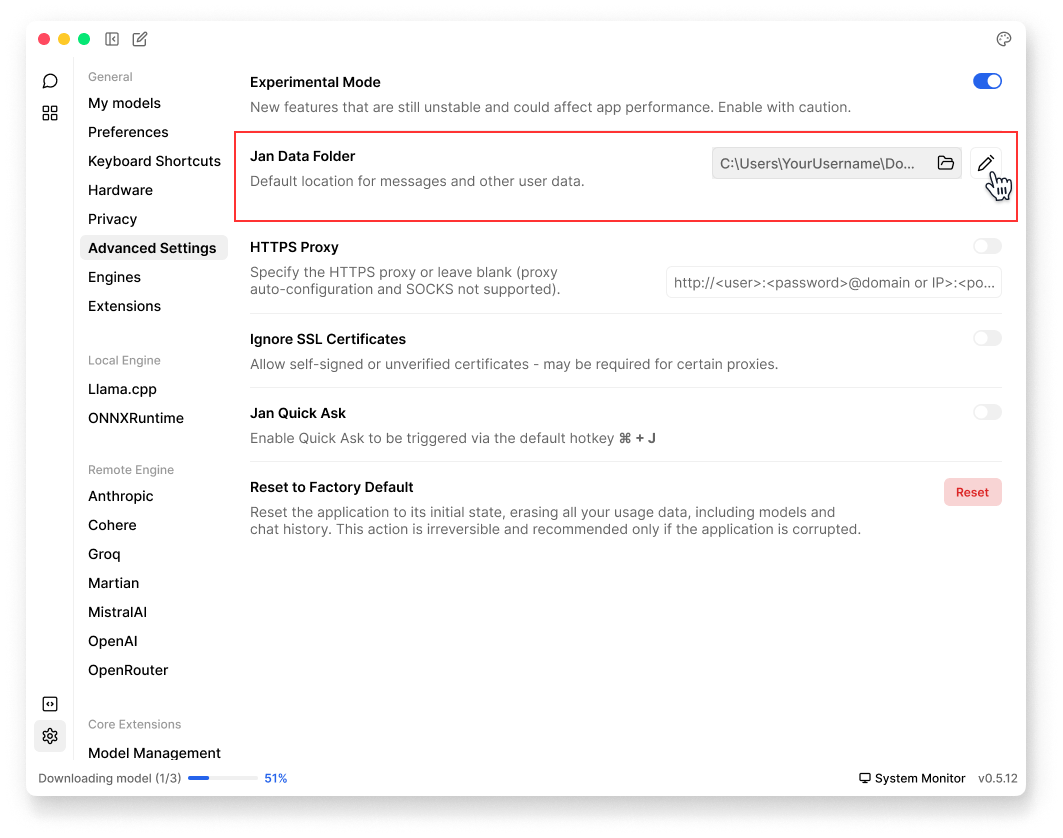 General
My models
Preferences
Keyboard Shortcuts
Hardware
Privacy
Advanced Settings
Engines
Extensions
Local Engine
Llama.cpp
ONNXRuntime
Remote Engine
Anthropic
Cohere
Groq
Martian
MistralAI
OpenAI
OpenRouter
Core Extensions
Model Management
Experimental Mode
New features that are still unstable and could affect app performance. Enable with caution.
Jan Data Folder
Default location for messages and other user data.
C:\Users\YourUsername\Do...
HTTPS Proxy
Specify the HTTPS proxy or leave blank (proxy
auto-configuration and SOCKS not supported).
http://<user>:<password>@domain or IP>:<po...
Ignore SSL Certificates
Allow self-signed or unverified certificates - may be required for certain proxies.
Jan Quick Ask
Enable Quick Ask to be triggered via the default hotkey ⌘ + J
Reset to Factory Default
Reset the application to its initial state, erasing all your usage data, including models and
chat history. This action is irreversible and recommended only if the application is corrupted.
Reset
Downloading model (1/3) 51%
System Monitor v0.5.12